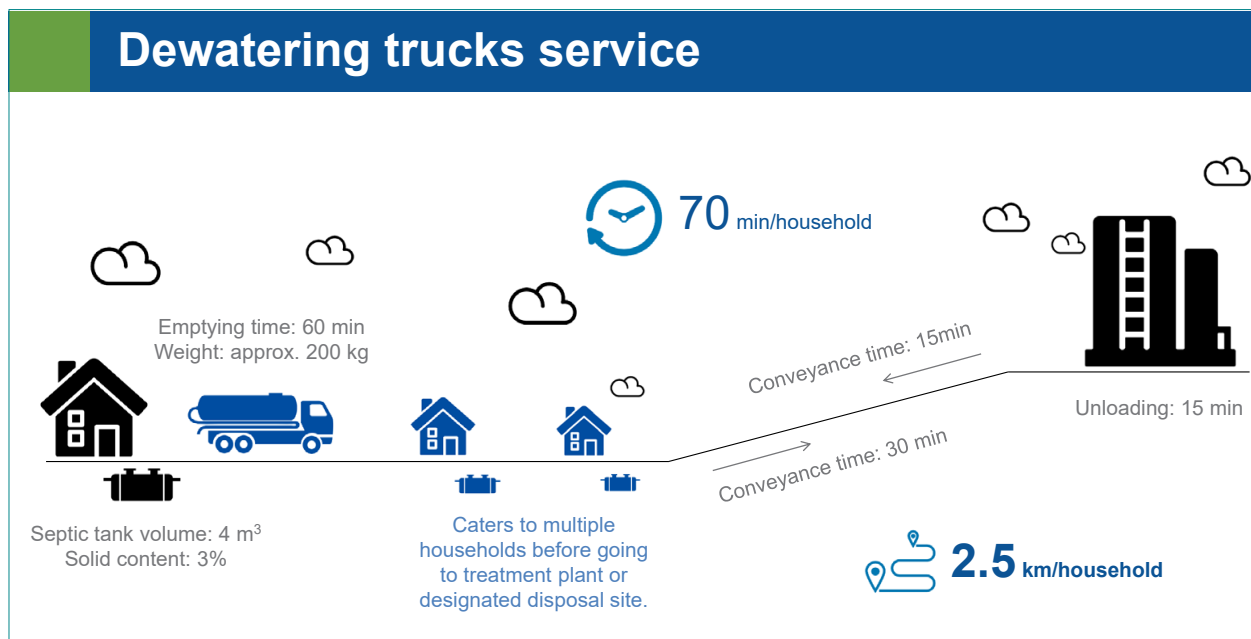 Dewatering trucks service
70 min/household
Emptying time: 60 min
Weight: approx. 200 kg
Conveyance time: 15min
Unloading: 15 min
Conveyance time: 30 min
Septic tank volume: 4 m³
Solid content: 3%
Caters to multiple
households before going
to treatment plant or
designated disposal site.
2.5 km/household